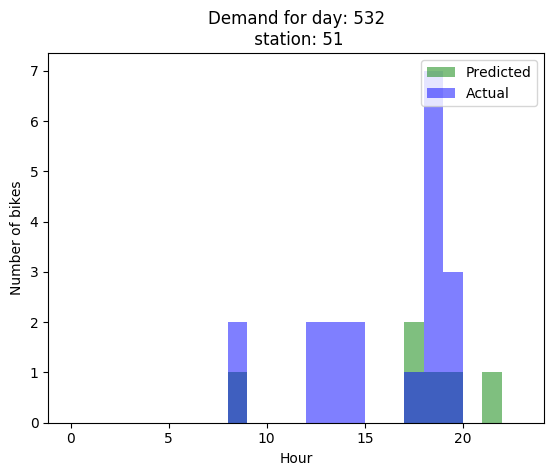 Demand for day: 532
station: 51
Predicted
Actual
Number of bikes
7
6
5
4
3
2
1
0
0 5 10 15 20
Hour